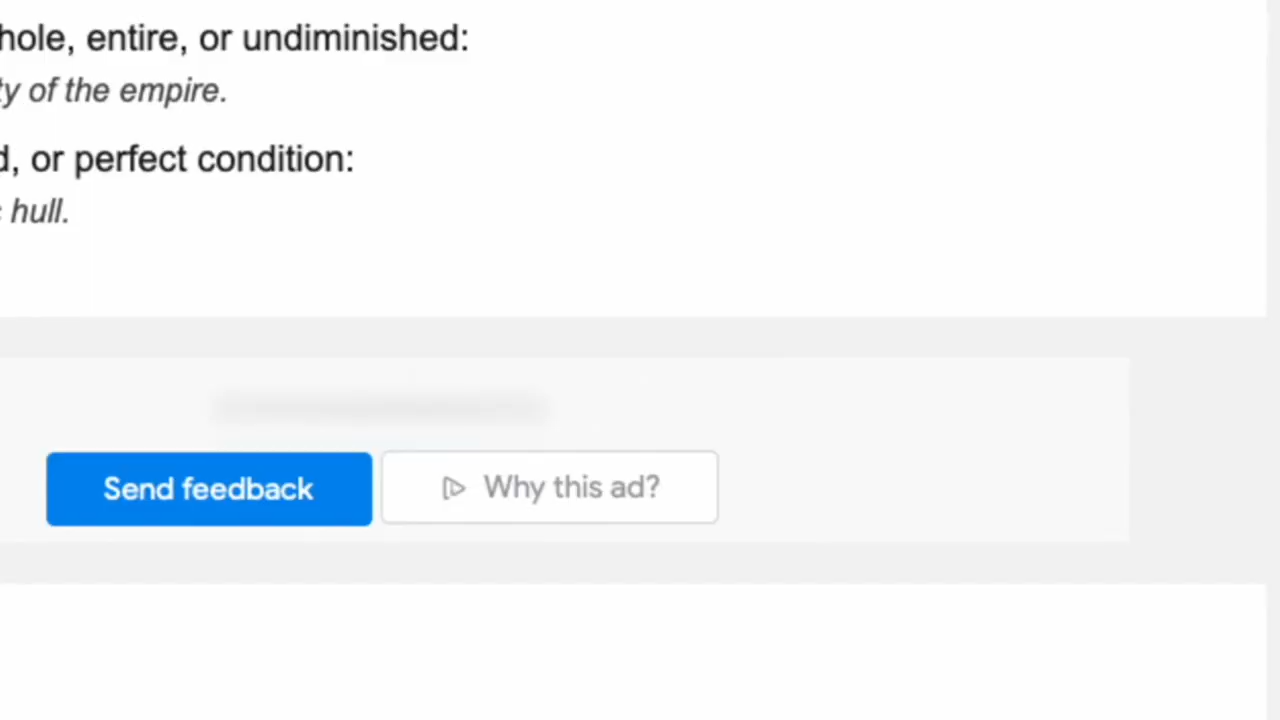 hole, entire, or undiminished:
ty of the empire.
d, or perfect condition:
hull.
Send feedback
Why this ad?